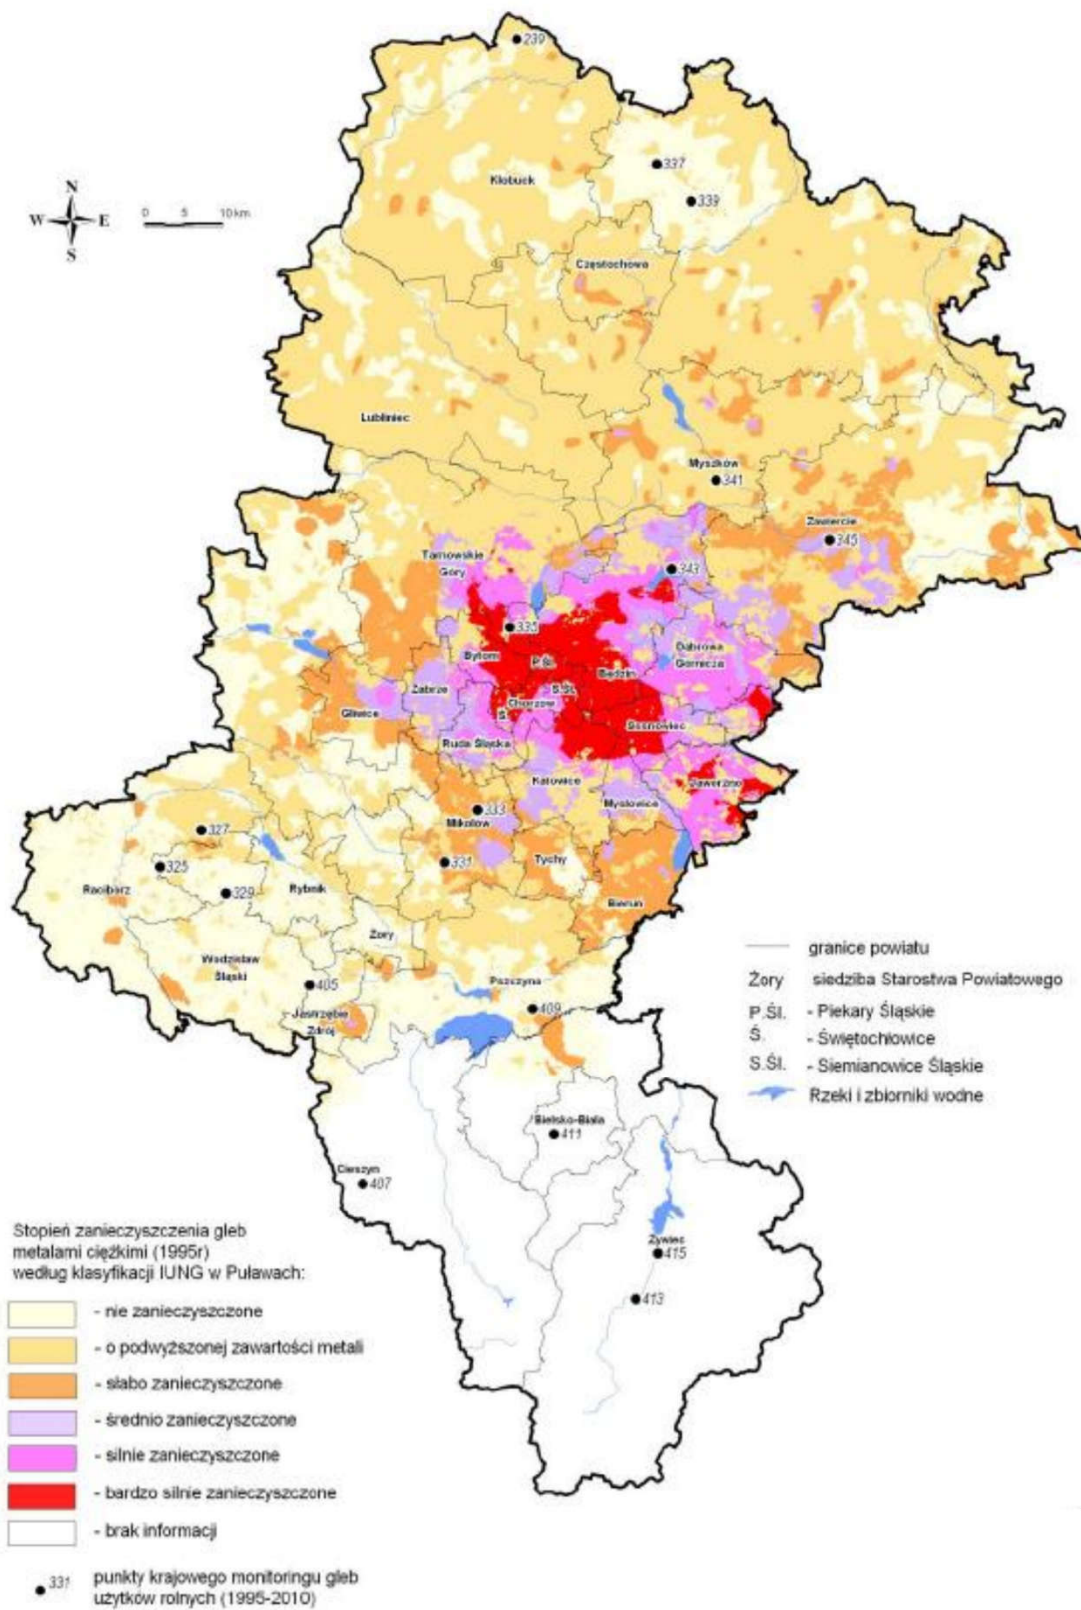 239
337
N
Kłobuck
W E
0 5 10 km
339
S
Częstochowa
Lubliniec
Myszków
341
Zawiercie
345
Tarnowskie
Góry
343
335
Bytom
P.Śl.
Dąbrowa
Górnicza
Będzin
Zabrze
S.Śl.
Chorzów
Gliwice
Ś.
Sosnowiec
Ruda Śląska
Katowice
Jaworzno
Mysłowice
333
Mikołów
327
331
Tychy
325
Racibórz
Rybnik
329
Bieruń
Żory
Wodzisław
Śląski
granice powiatu
Żory siedziba Starostwa Powiatowego
405
Pszczyna
409
Jastrzębie
Zdrój
P.Śl. - Piekary Śląskie
Ś. - Świętochłowice
S.Śl. - Siemianowice Śląskie
Rzeki i zbiorniki wodne
Bielsko-Biała
411
Cieszyn
407
Żywiec
415
413
Stopień zanieczyszczenia gleb
metalami ciężkimi (1995r)
według klasyfikacji IUNG w Puławach:
- nie zanieczyszczone
- o podwyższonej zawartości metali
- słabo zanieczyszczone
- średnio zanieczyszczone
- silnie zanieczyszczone
- bardzo silnie zanieczyszczone
- brak informacji
331 punkty krajowego monitoringu gleb
użytków rolnych (1995-2010)